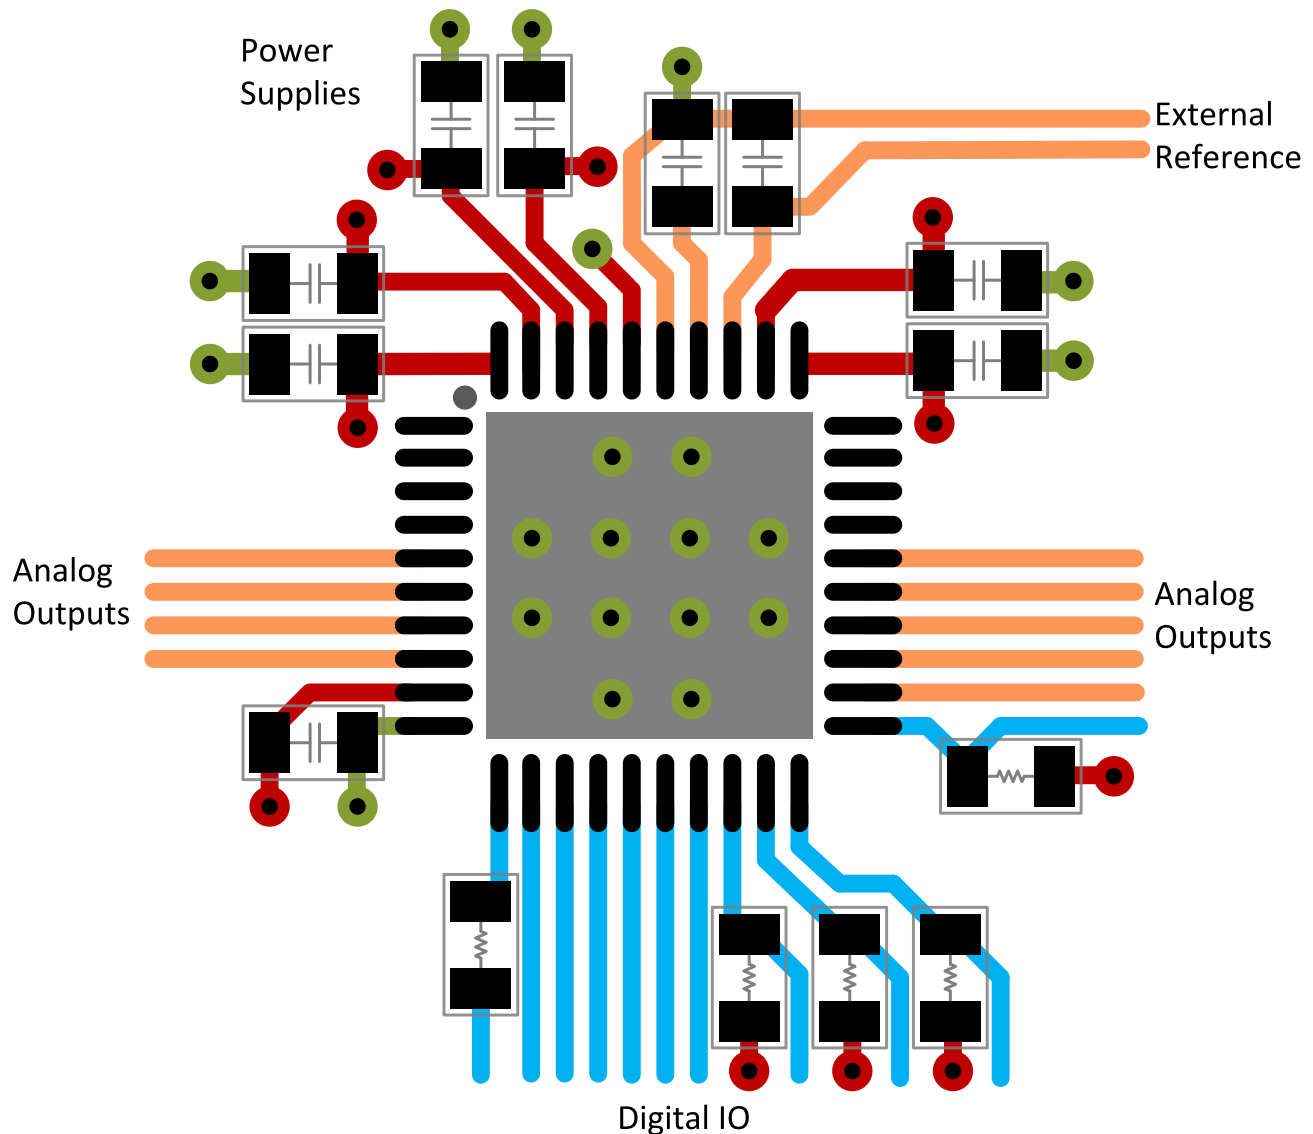 Power
Supplies
External
Reference
Analog
Outputs
Analog
Outputs
Digital IO